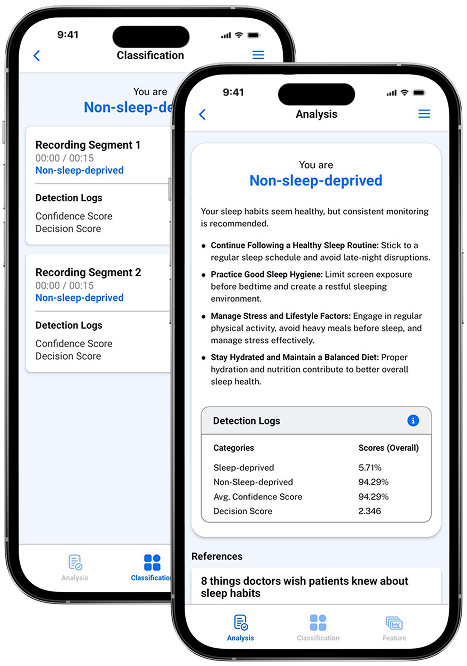 9:41
Classification
You are
Non-sleep-de
Recording Segment 1
00:00 / 00:15
Non-sleep-deprived
Detection Logs
Confidence Score
Decision Score
Recording Segment 2
00:00 / 00:15
Non-sleep-deprived
Detection Logs
Confidence Score
Decision Score
Analysis
Classification
9:41
Analysis
You are
Non-sleep-deprived
Your sleep habits seem healthy, but consistent monitoring
is recommended.
• Continue Following a Healthy Sleep Routine: Stick to a
regular sleep schedule and avoid late-night disruptions.
• Practice Good Sleep Hygiene: Limit screen exposure
before bedtime and create a restful sleeping
environment.
• Manage Stress and Lifestyle Factors: Engage in regular
physical activity, avoid heavy meals before sleep, and
manage stress effectively.
• Stay Hydrated and Maintain a Balanced Diet: Proper
hydration and nutrition contribute to better overall
sleep health.
Detection Logs
Categories Scores (Overall)
Sleep-deprived 5.71%
Non-Sleep-deprived 94.29%
Avg. Confidence Score 94.29%
Decision Score 2.346
References
8 things doctors wish patients knew about
sleep habits
Analysis Classification Feature